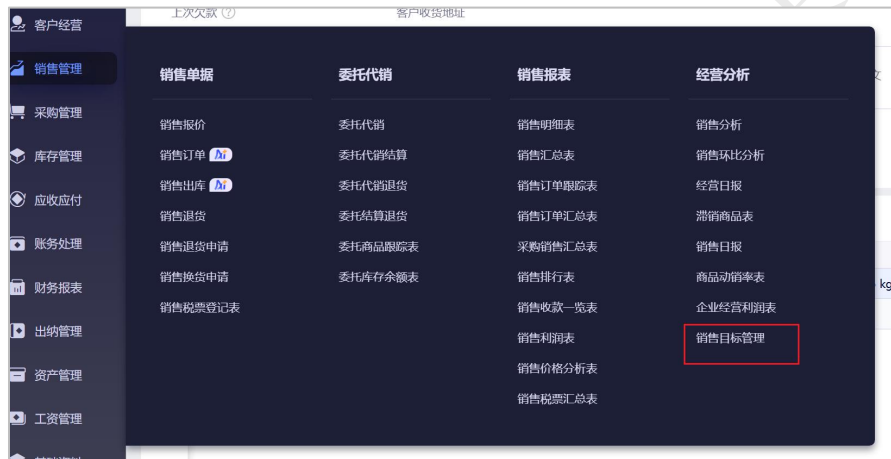 上次欠款
客户收货地址
客户经营
销售管理
采购管理
库存管理
应收应付
账务处理
财务报表
出纳管理
资产管理
工资管理
销售单据
销售报价
销售订单 Ai
销售出库 Ai
销售退货
销售退货申请
销售换货申请
销售税票登记表
委托代销
委托代销
委托代销结算
委托代销退货
委托结算退货
委托商品跟踪表
委托库存余额表
销售报表
销售明细表
销售汇总表
销售订单跟踪表
销售订单汇总表
采购销售汇总表
销售排行表
销售收款一览表
销售利润表
销售价格分析表
销售税票汇总表
经营分析
销售分析
销售环比分析
经营日报
滞销商品表
销售日报
商品动销率表
企业经营利润表
销售目标管理
kg